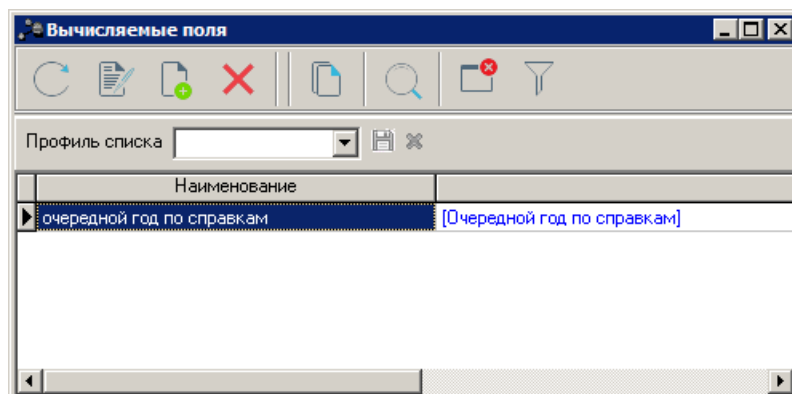 Вычисляемые поля
Профиль списка
Наименование
очередной год по справкам [Очередной год по справкам]